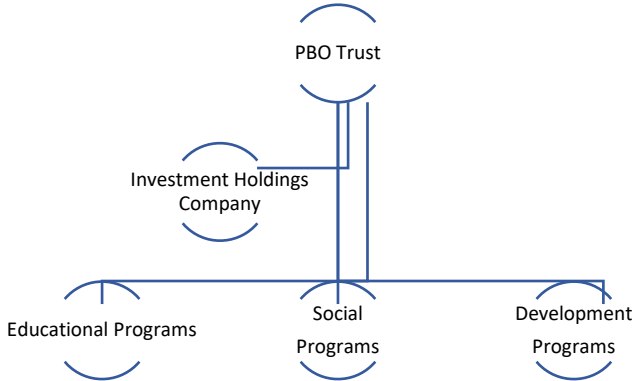 PBO Trust
Investment Holdings
Company
Educational Programs
Social
Programs
Development
Programs